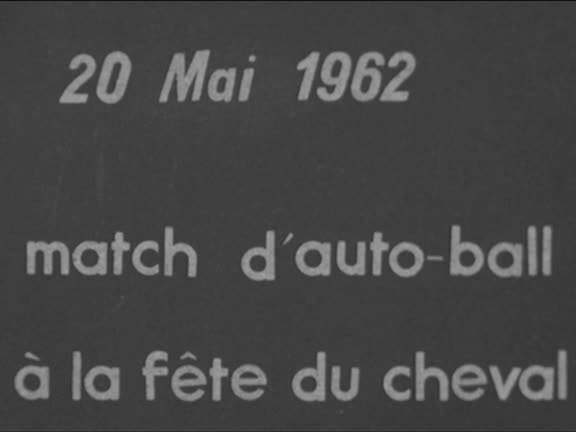 20 Mai 1962
match d'auto-ball
à la fête du cheval